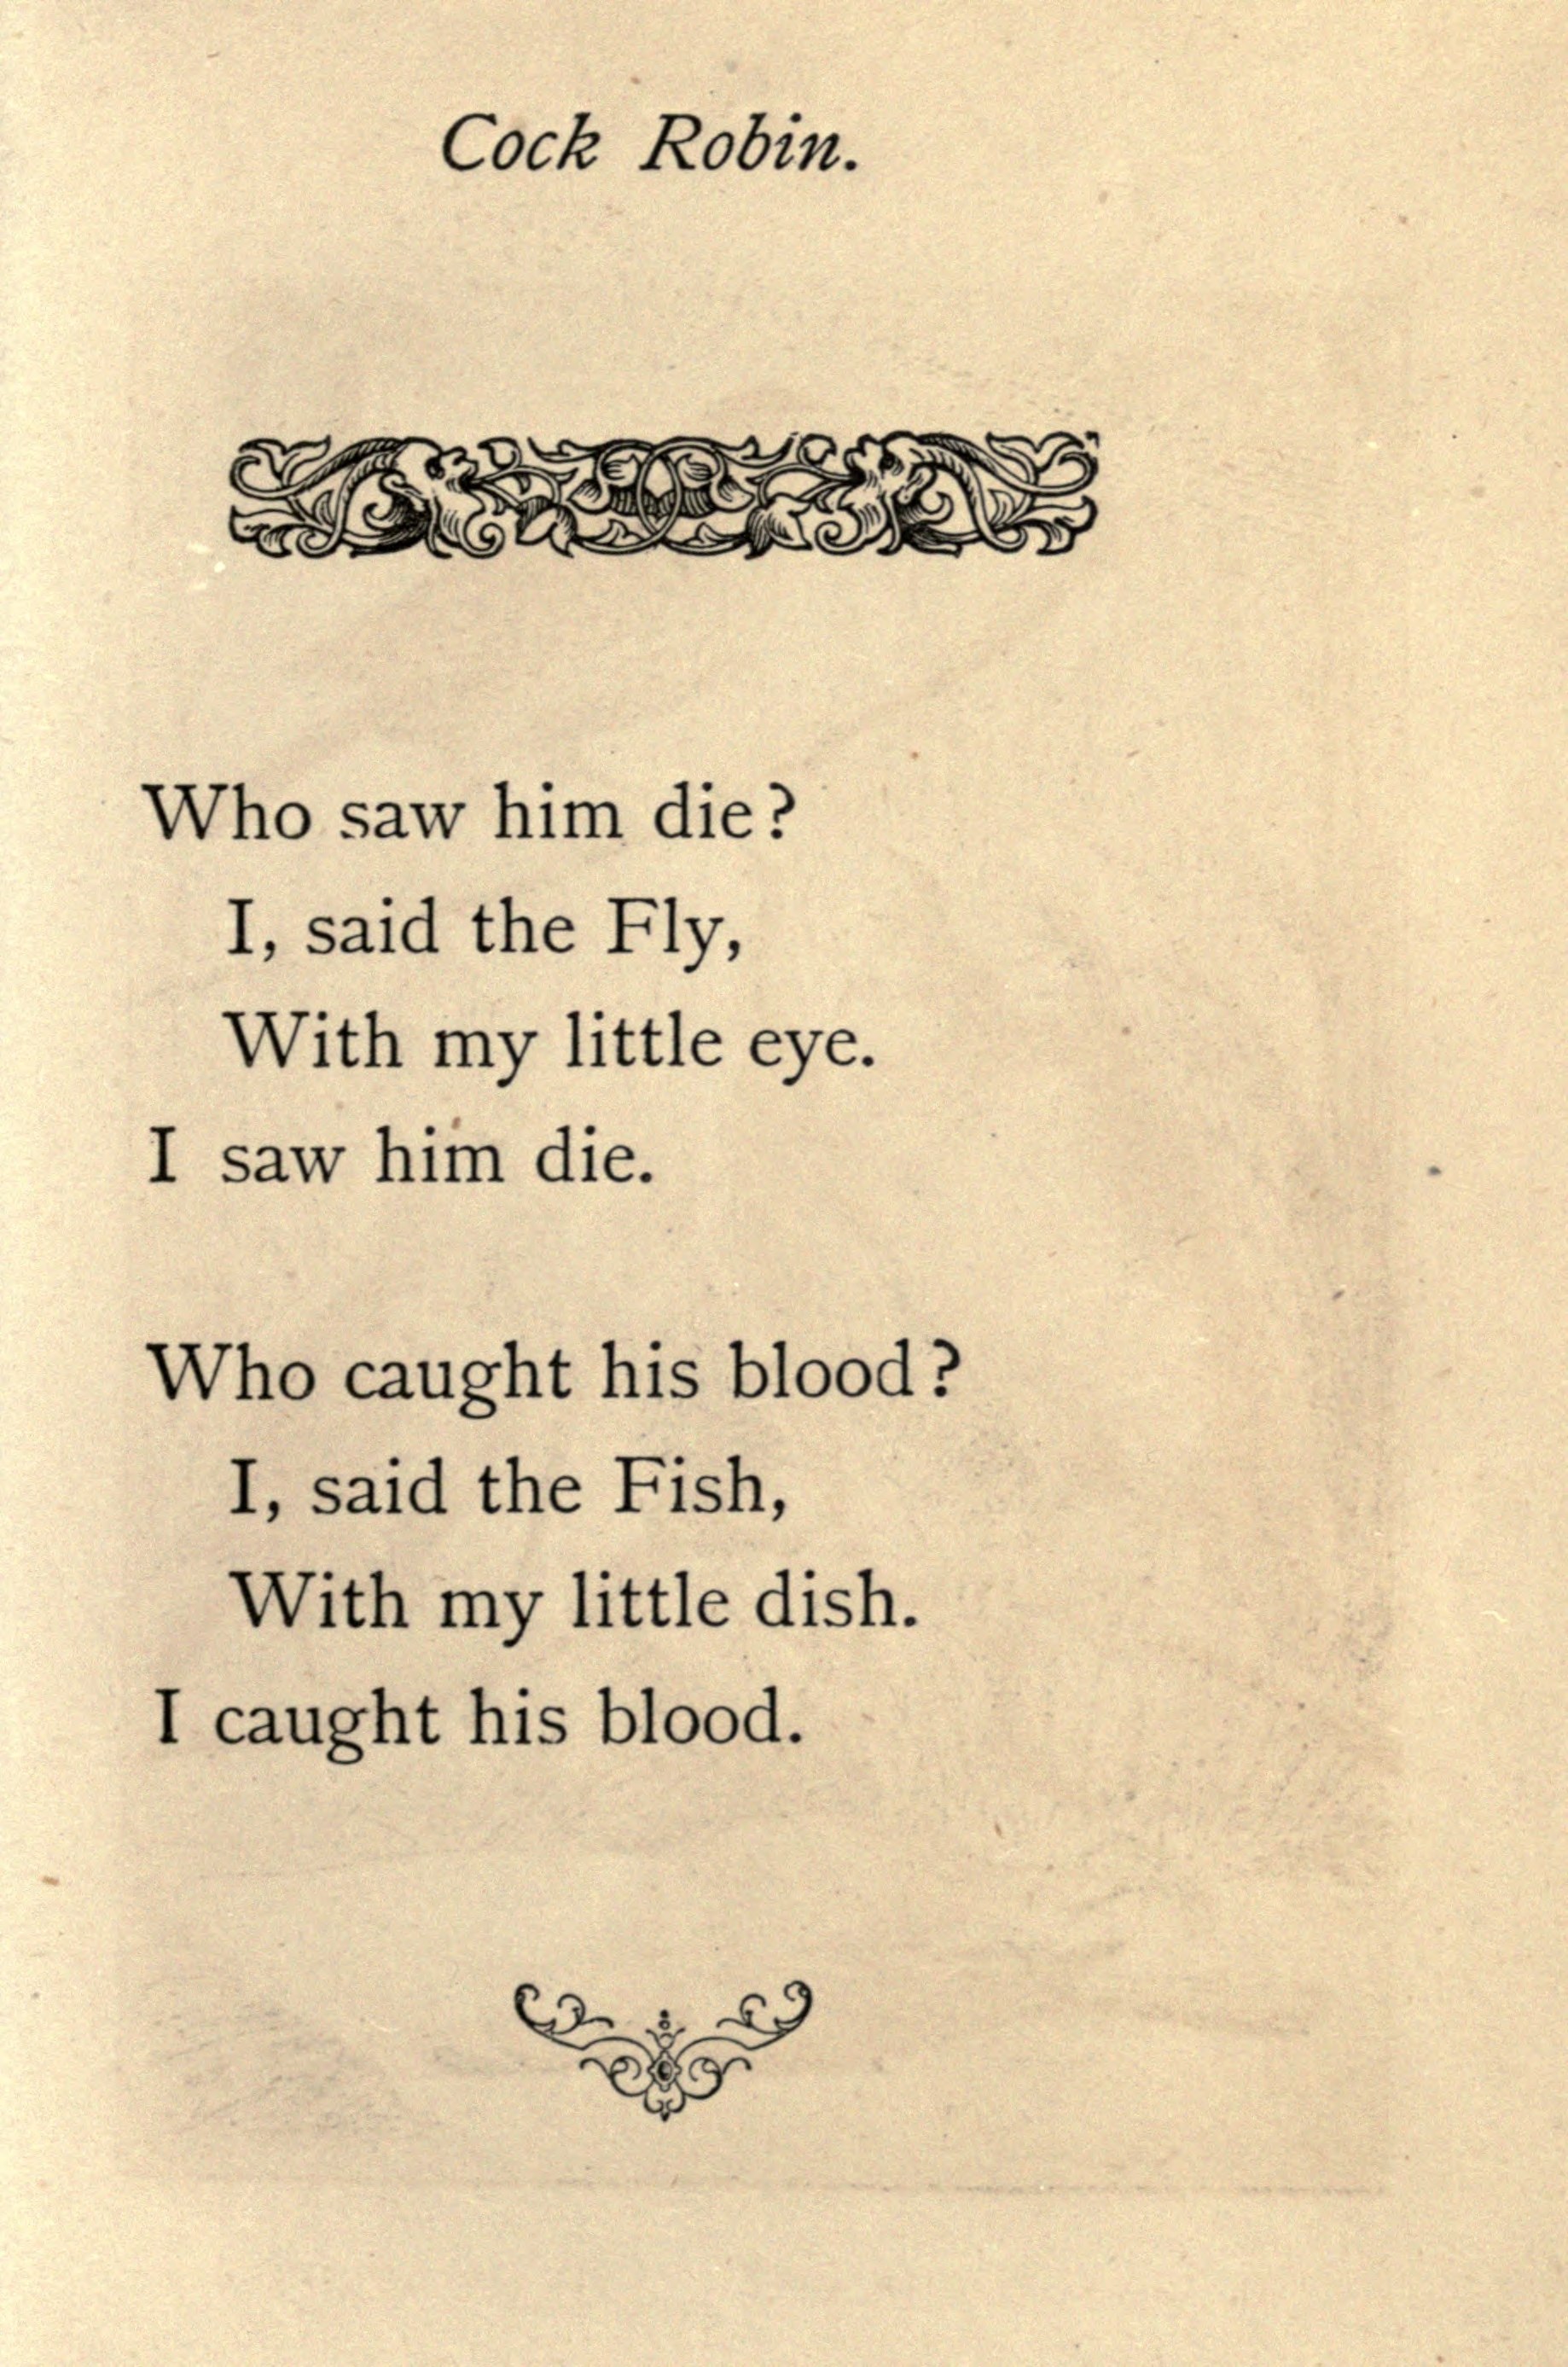 Cock Robin.
Who saw him die?
I, said the Fly,
With my little eye.
I saw him die.
Who caught his blood?
I, said the Fish,
With my little dish.
I caught his blood.